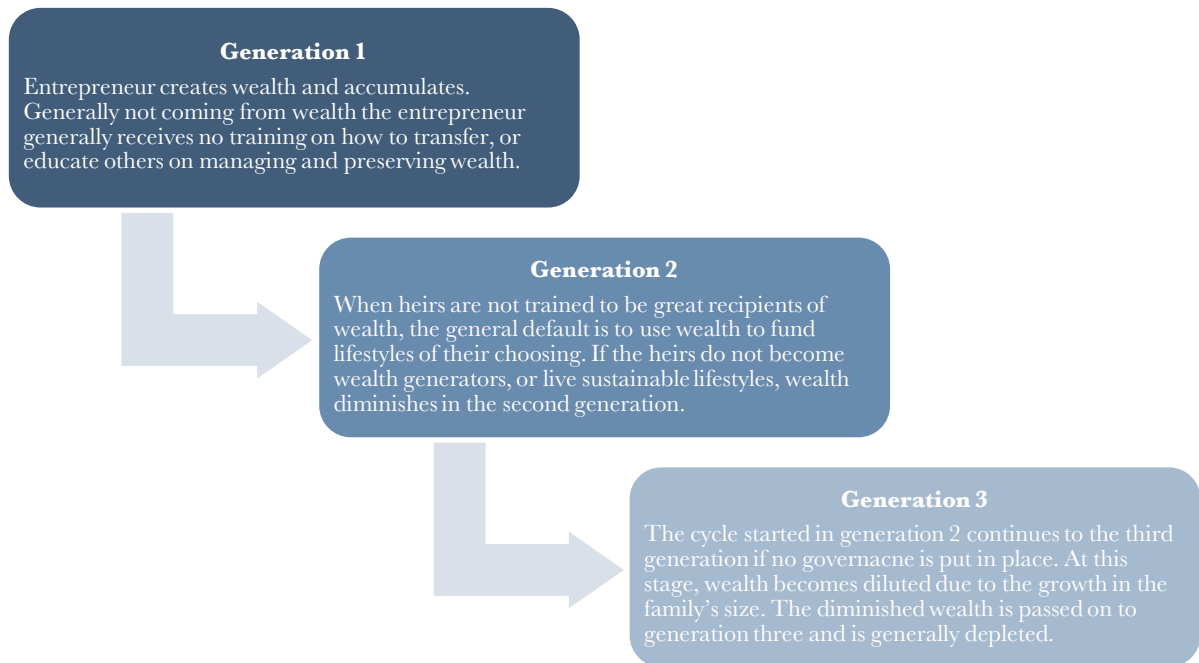 Generation 1
Entrepreneur creates wealth and accumulates.
Generally not coming from wealth the entrepreneur
generally receives no training on how to transfer, or
educate others on managing and preserving wealth.
Generation 2
When heirs are not trained to be great recipients of
wealth, the general default is to use wealth to fund
lifestyles of their choosing. If the heirs do not become
wealth generators, or live sustainable lifestyles, wealth
diminishes in the second generation.
Generation 3
The cycle started in generation 2 continues to the third
generation if no governacne is put in place. At this
stage, wealth becomes diluted due to the growth in the
family’s size. The diminished wealth is passed on to
generation three and is generally depleted.